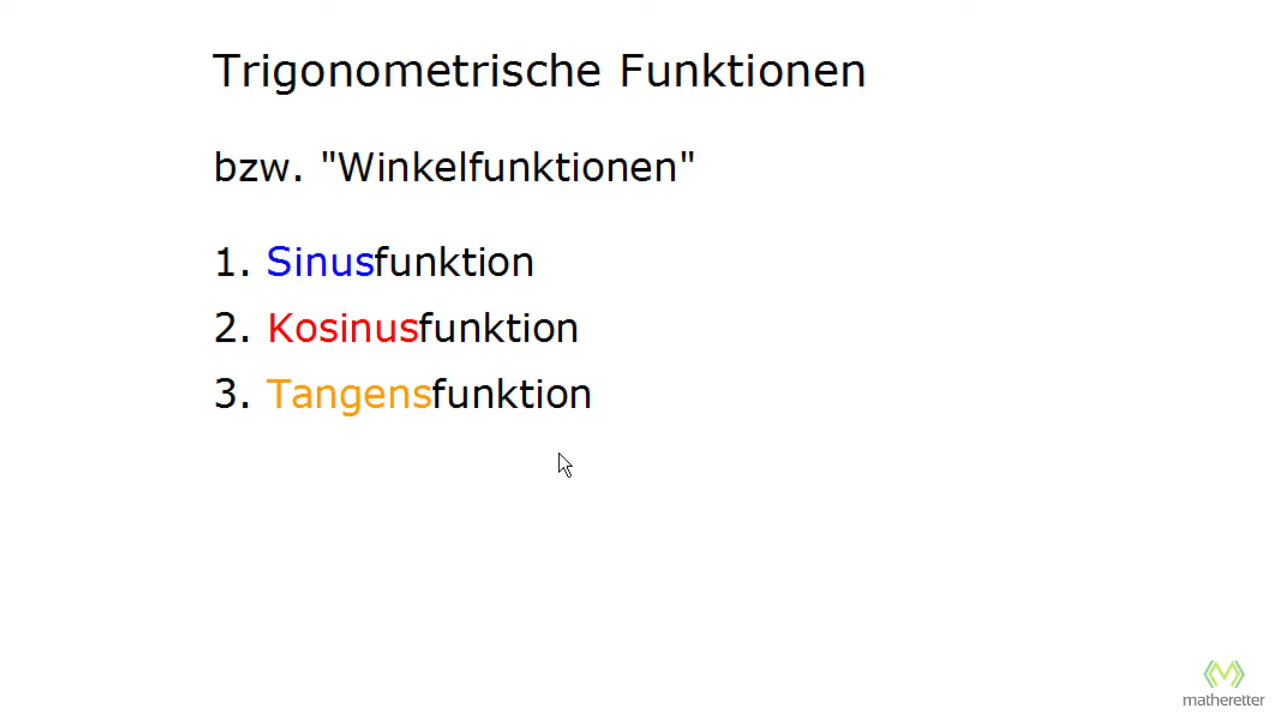 Trigonometrische Funktionen
bzw. "Winkelfunktionen"
1. Sinusfunktion
2. Kosinusfunktion
3. Tangensfunktion
matheretter